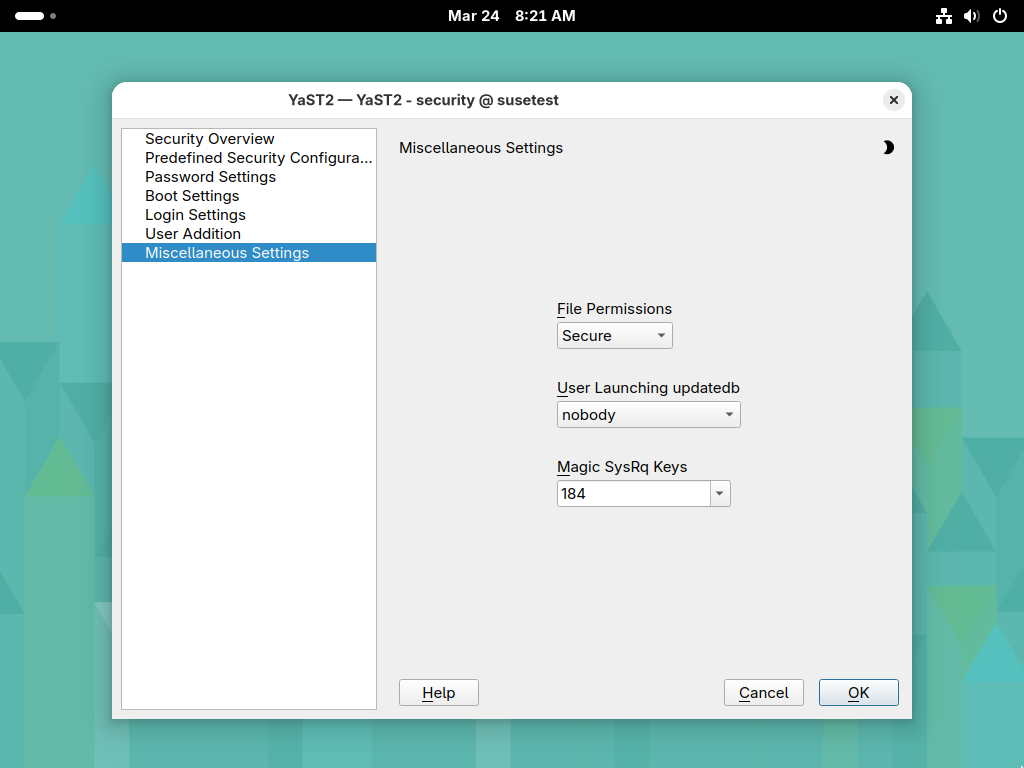 Mar 24 8:21 AM
YaST2 — YaST2 - security @ susetest
Security Overview
Predefined Security Configura...
Password Settings
Boot Settings
Login Settings
User Addition
Miscellaneous Settings
Miscellaneous Settings
File Permissions
Secure
User Launching updatedb
nobody
Magic SysRq Keys
184
Help
Cancel
OK